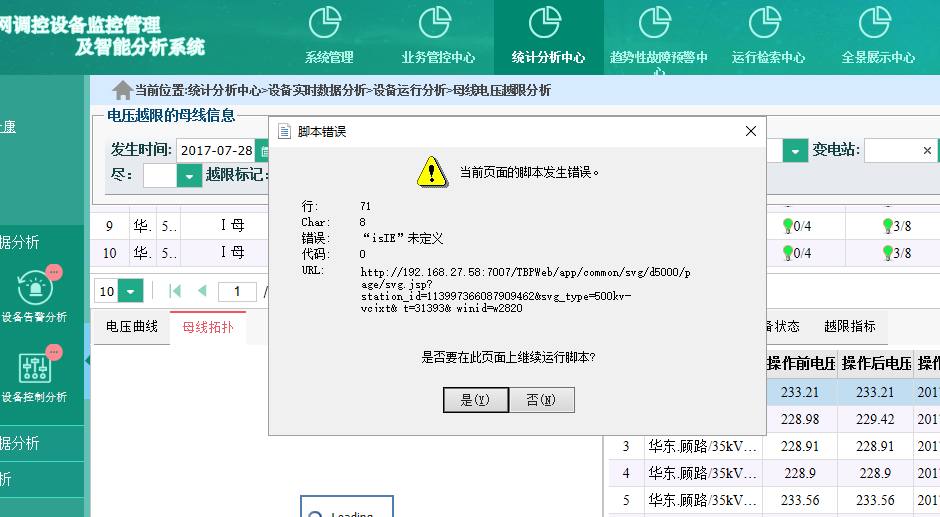 网调控设备监控管理
及智能分析系统
系统管理
业务管控中心
统计分析中心
趋势性故障预警中心
运行检索中心
全景展示中心
当前位置:统计分析中心>设备实时数据分析>设备运行分析>母线电压越限分析
康
电压越限的母线信息
发生时间: 2017-07-28
变电站:
尽:
越限标记:
9 华. 5.. I 母 0/4 3/8
10 华. 5.. I 母 0/4 3/8
据分析
设备告警分析
设备控制分析
据分析
析
10 1 /
电压曲线 母线拓扑
备状态 越限指标
脚本错误
当前页面的脚本发生错误。
行: 71
Char: 8
错误: “isIE”未定义
代码: 0
URL: http://192.168.27.58:7007/TBPWeb/app/common/svg/d5000/p
age/svg.jsp?
station_id=113997366087909462&svg_type=500kv-
vcixt&_t=31393&_winid=w2820
是否要在此页面上继续运行脚本?
是(Y) 否(N)
操作前电压 操作后电压 操作
233.21 233.21 201
228.98 229.42 201
3 华东.顾路/35kV... 228.91 228.91 201
4 华东.顾路/35kV... 228.9 228.9 201
5 华东.顾路/35kV... 233.56 233.56 201
Loading